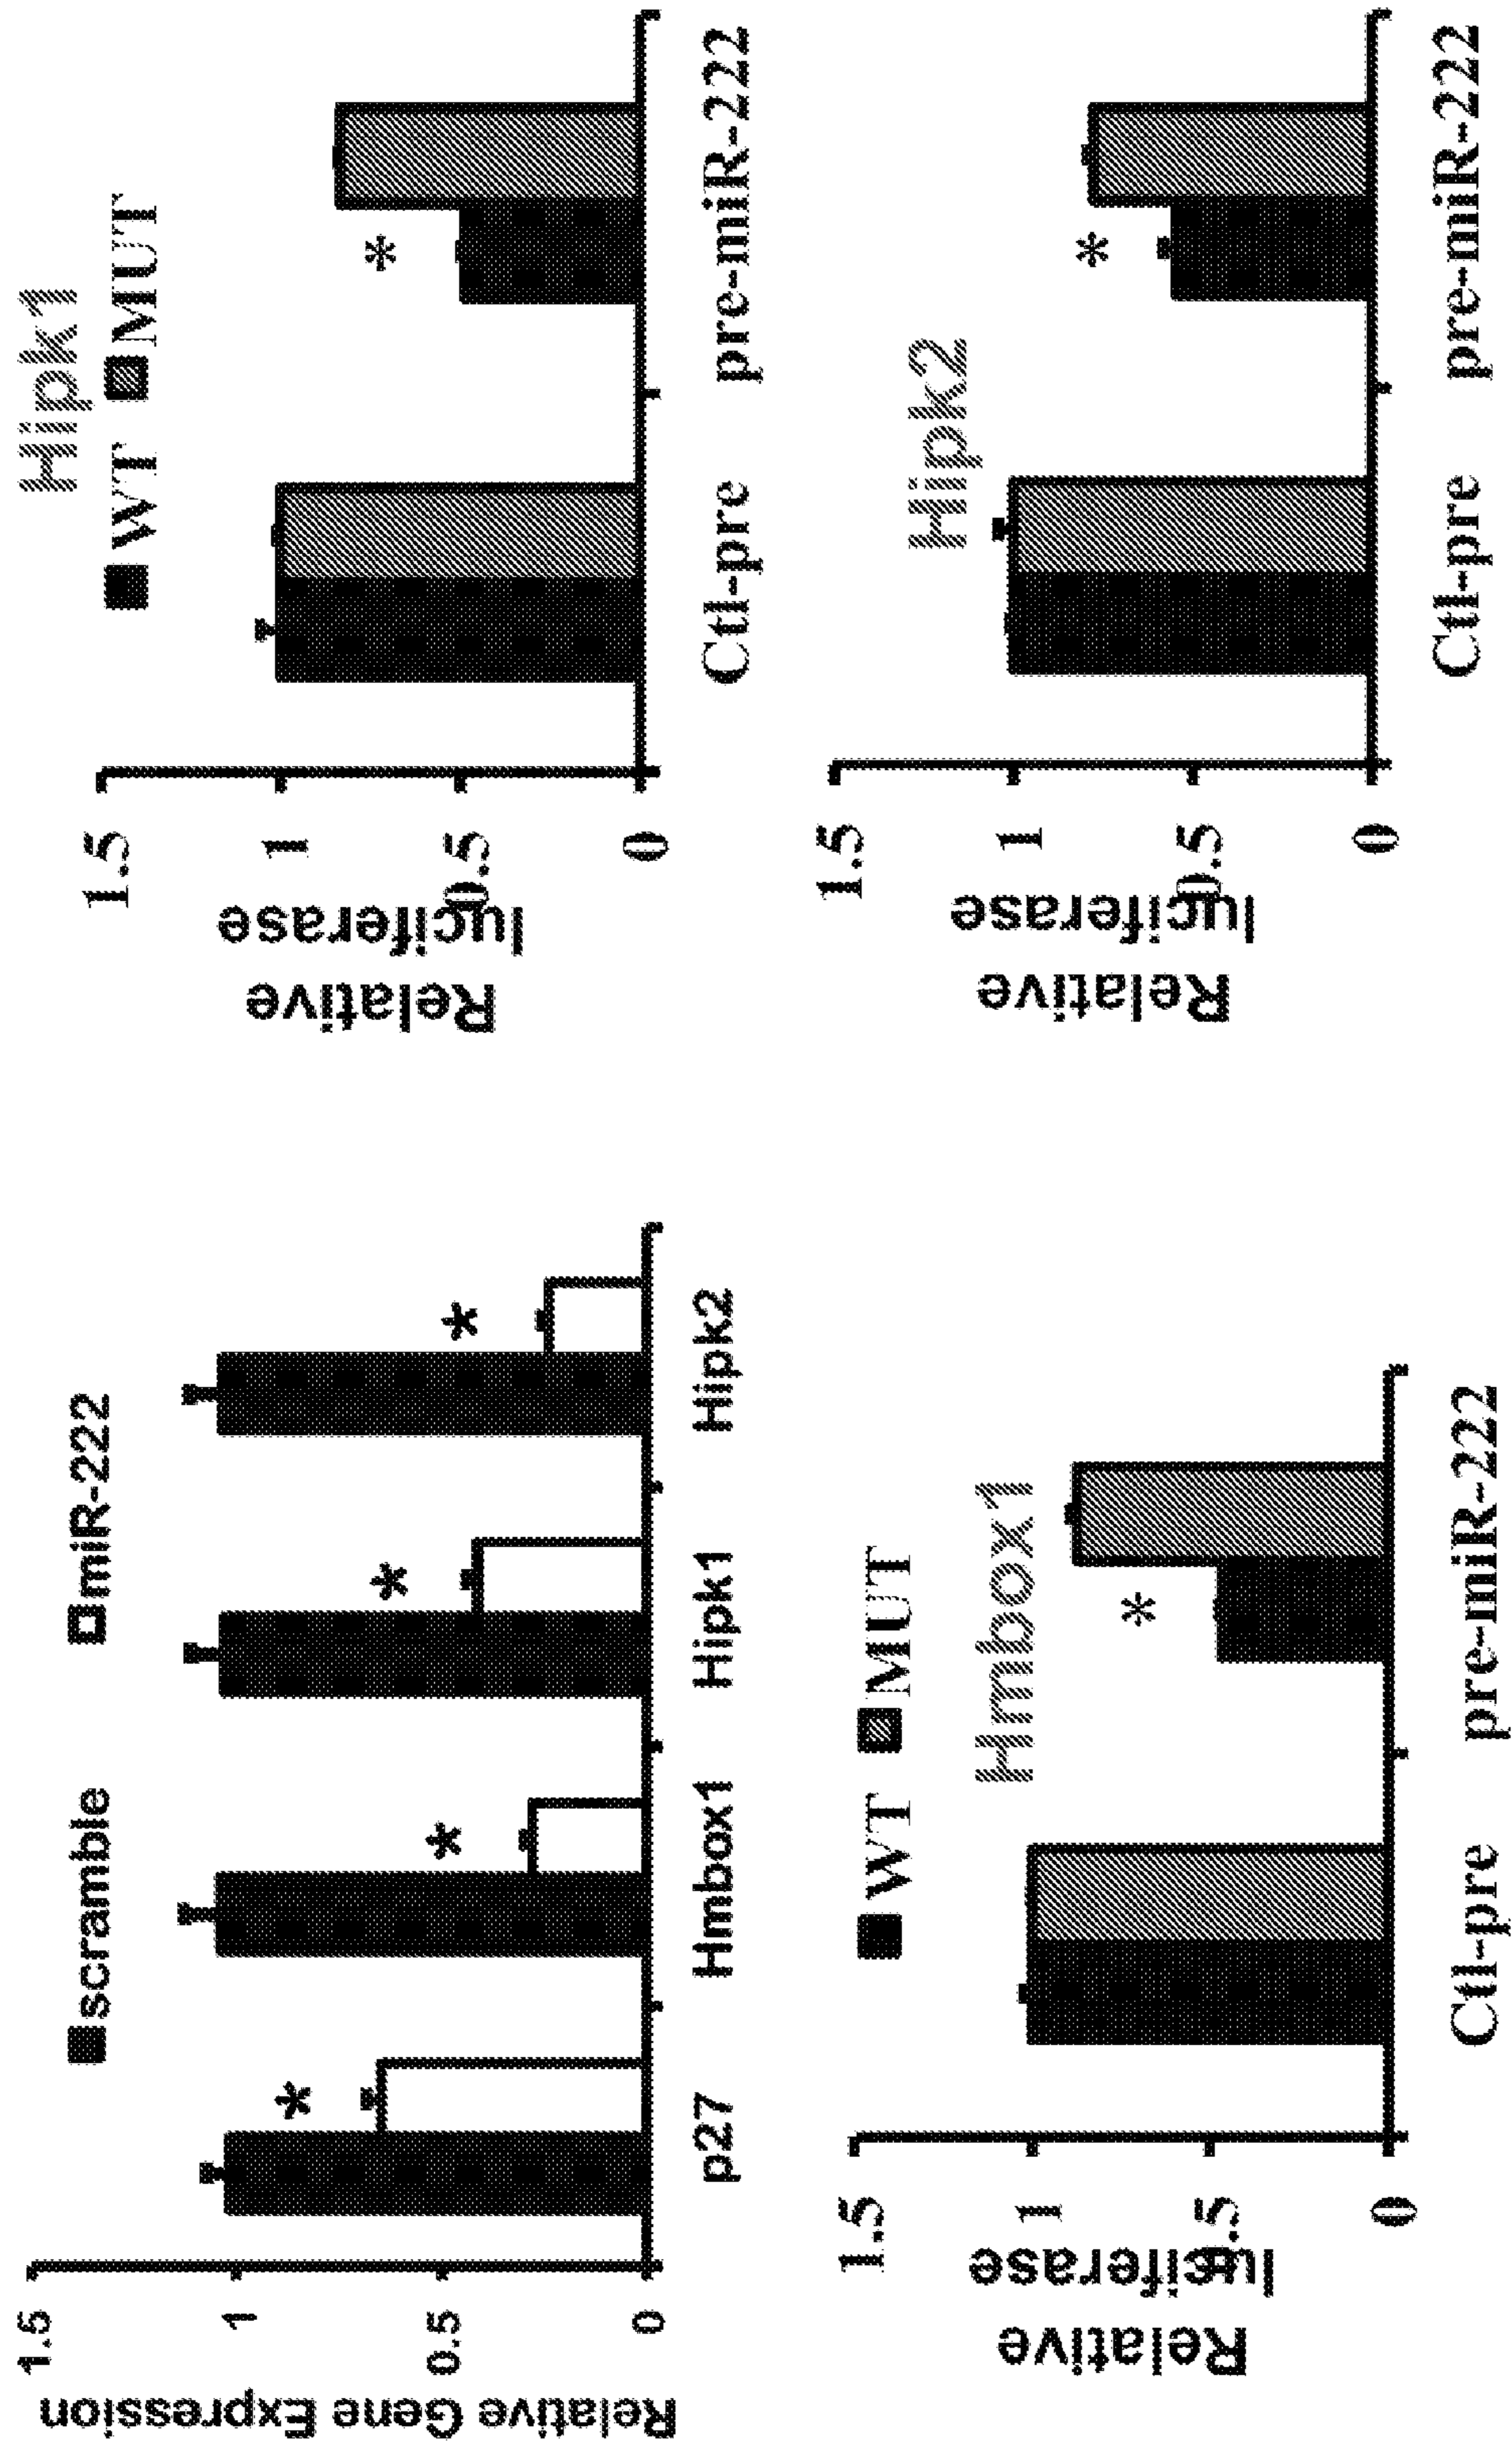 scramble miR-222
Relative Gene Expression
1.5
1
0.5
0
p27 Hmbox1 Hipk1 Hipk2
*
*
*
*
Hipk1
WT MUT
Relative
luciferase
1.5
1
0.5
0
*
Ctl-pre pre-miR-222
WT MUT
Hmbox1
Relative
luciferase
1.5
1
0.5
0
*
Ctl-pre pre-miR-222
Hipk2
Relative
luciferase
1.5
1
0.5
0
*
Ctl-pre pre-miR-222